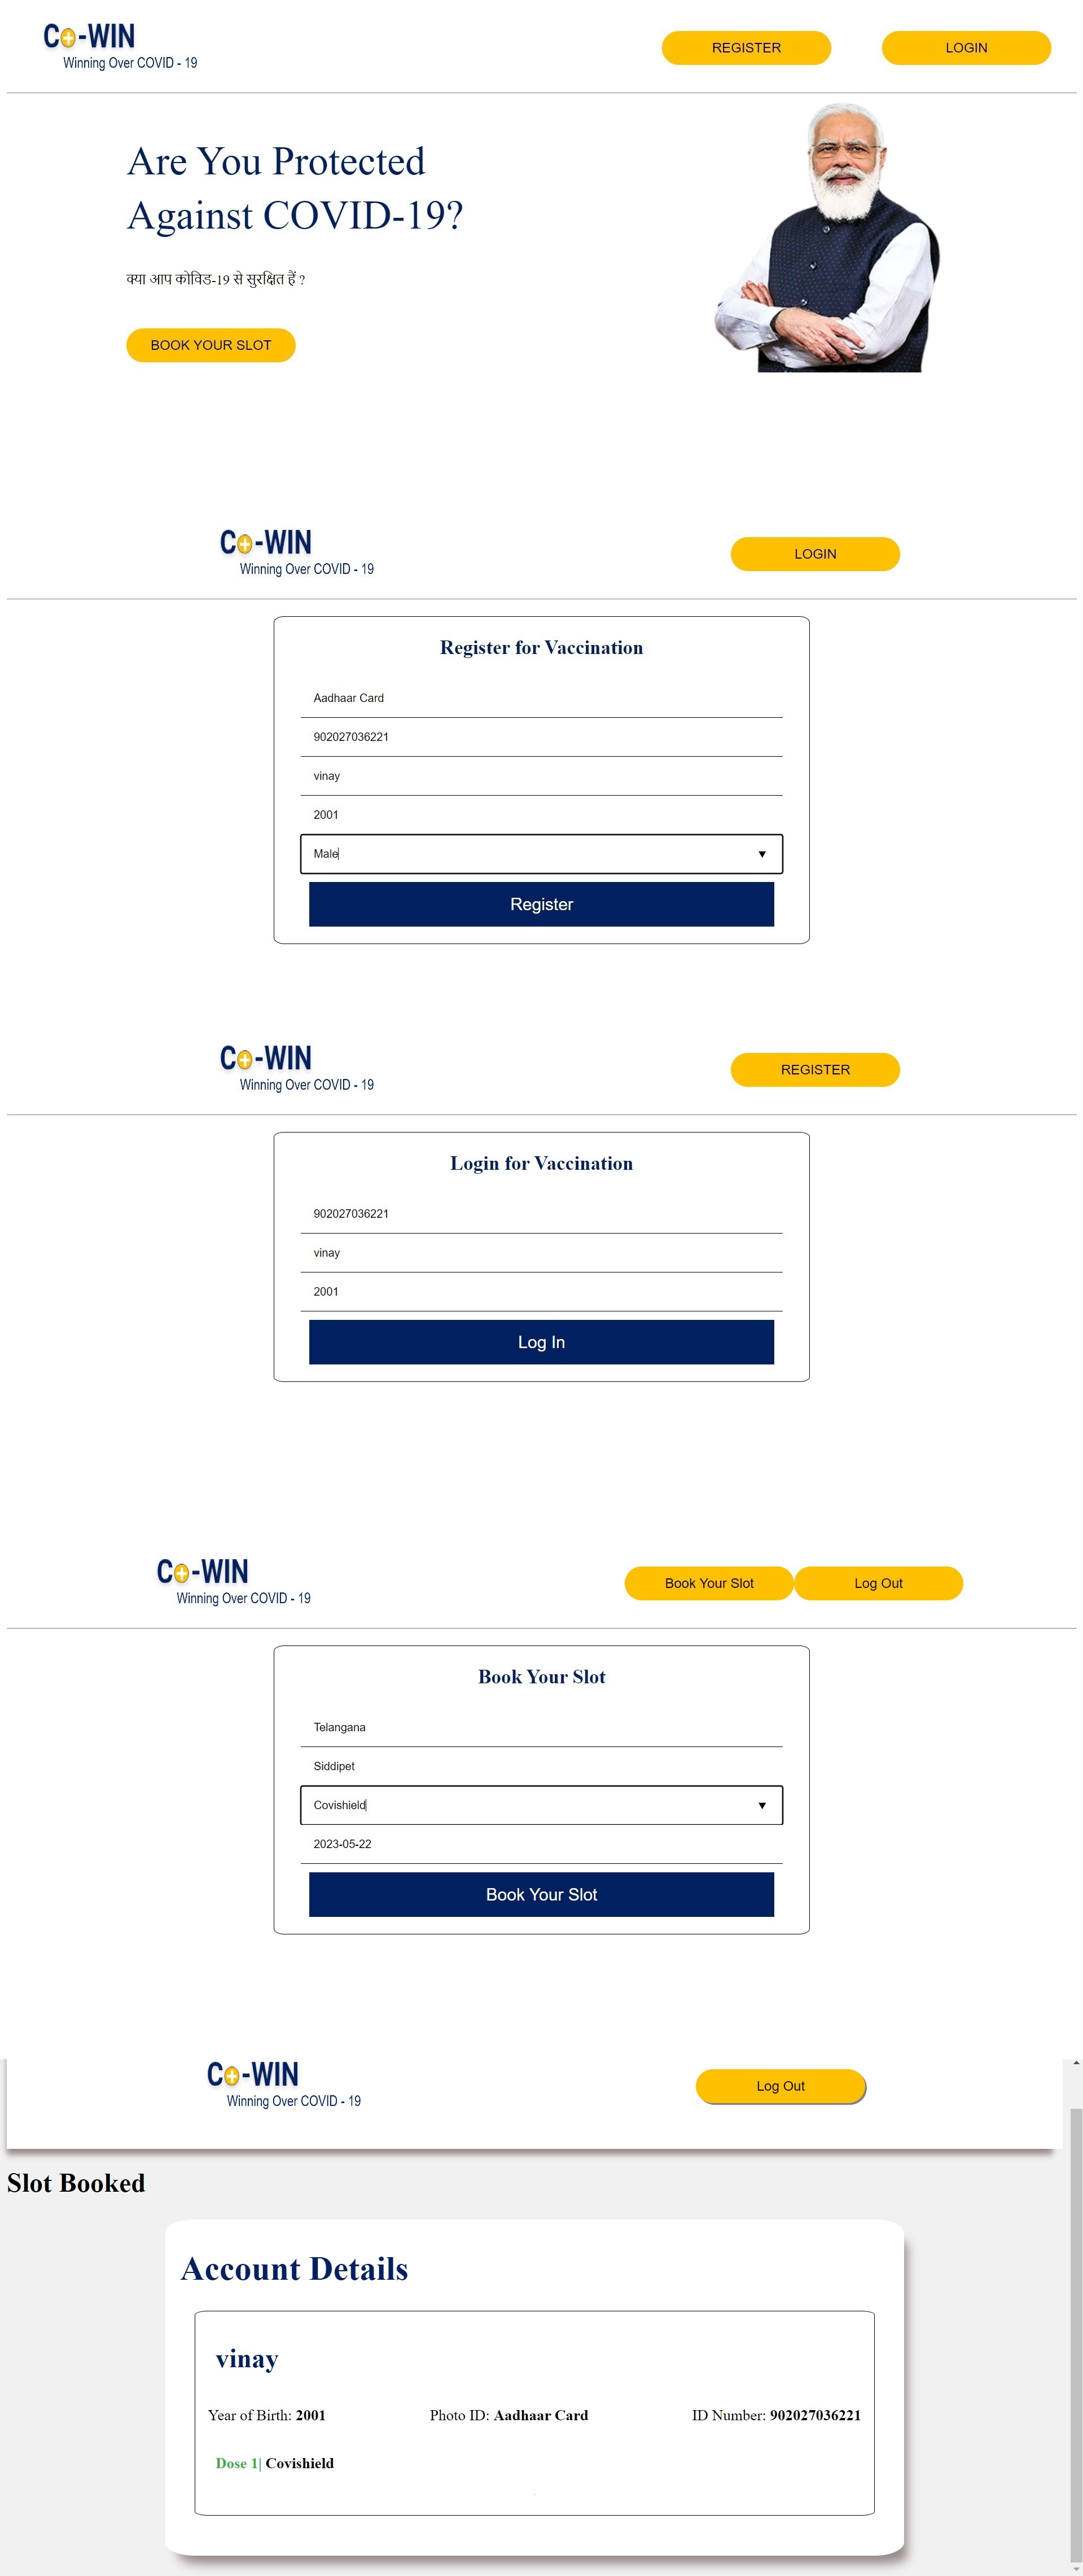 Co-WIN
Winning Over COVID - 19
REGISTER
LOGIN
Are You Protected
Against COVID-19?
क्या आप कोविड-19 से सुरक्षित हैं ?
BOOK YOUR SLOT
Co-WIN
Winning Over COVID - 19
LOGIN
Register for Vaccination
Aadhaar Card
902027036221
vinay
2001
Male
Register
Co-WIN
Winning Over COVID - 19
REGISTER
Login for Vaccination
902027036221
vinay
2001
Log In
Co-WIN
Winning Over COVID - 19
Book Your Slot
Log Out
Book Your Slot
Telangana
Siddipet
Covishield
2023-05-22
Book Your Slot
Co-WIN
Winning Over COVID - 19
Log Out
Slot Booked
Account Details
vinay
Year of Birth: 2001
Photo ID: Aadhaar Card
ID Number: 902027036221
Dose 1| Covishield